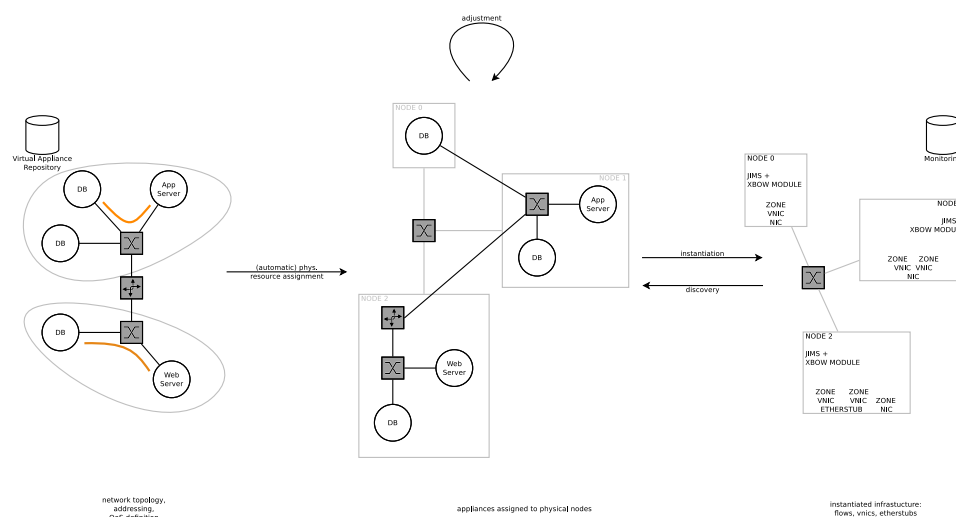 adjustment
Virtual Appliance
Repository
DB
App
Server
DB
DB
Web
Server
network topology,
addressing,
(automatic) phys.
resource assignment
NODE 0
DB
NODE 1
App
Server
DB
NODE 2
Web
Server
DB
appliances assigned to physical nodes
instantiation
discovery
NODE 0
JIMS +
XBOW MODULE
ZONE
VNIC
NIC
JIMS
ZONE ZONE
VNIC VNIC
NIC
NODE 2
JIMS +
XBOW MODULE
ZONE ZONE
VNIC VNIC ZONE
ETHERSTUB NIC
instantiated infrastucture:
flows, vnics, etherstubs